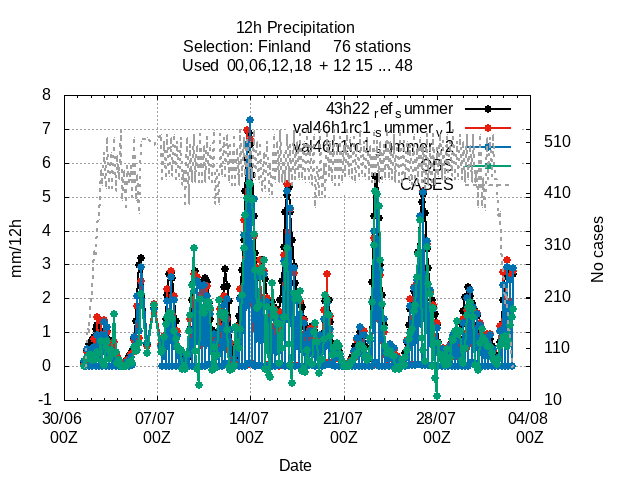 12h Precipitation
Selection: Finland 76 stations
Used 00,06,12,18 + 12 15 ... 48
8
7
6
5
4
3
2
1
0
-1
mm/12h
43h22_ref_summer
val46h1rc1_summer_v1
val46h1rc1_summer_v2
OBS
CASES
510
410
310
210
110
10
No cases
30/06 07/07 14/07 21/07 28/07 04/08
00Z 00Z 00Z 00Z 00Z 00Z
Date